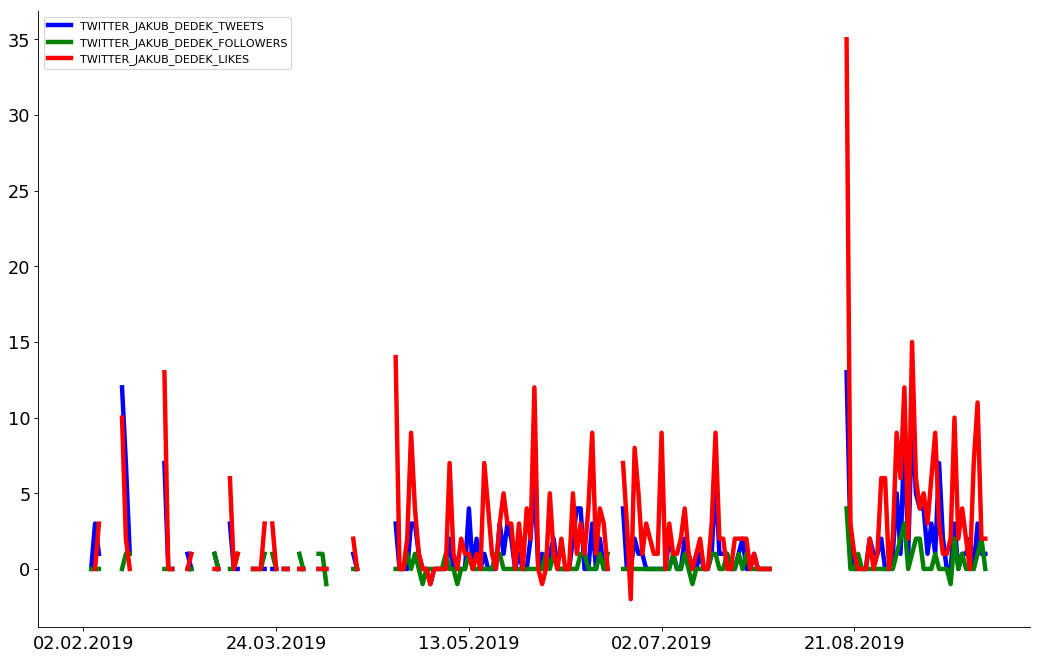 TWITTER_JAKUB_DEDEK_TWEETS
TWITTER_JAKUB_DEDEK_FOLLOWERS
TWITTER_JAKUB_DEDEK_LIKES
35
30
25
20
15
10
5
0
02.02.2019 24.03.2019 13.05.2019 02.07.2019 21.08.2019